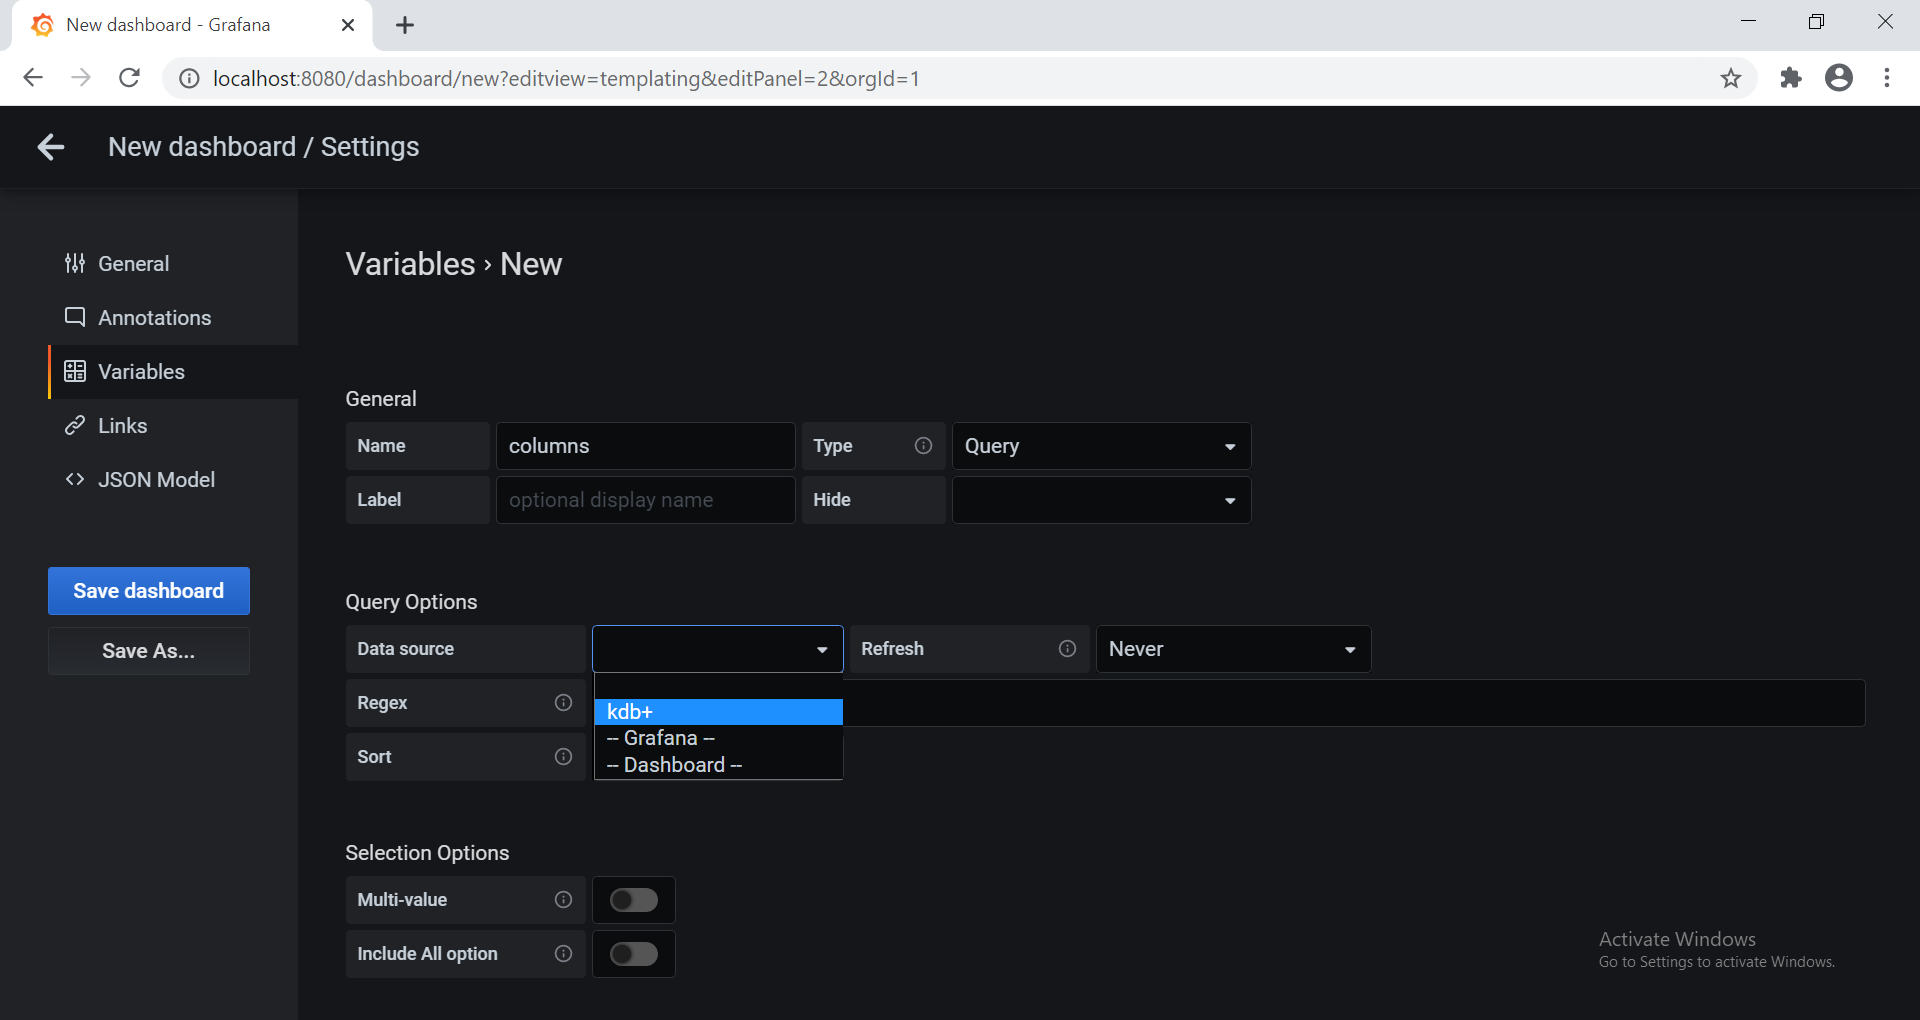 New dashboard - Grafana
localhost:8080/dashboard/new?editview=templating&editPanel=2&orgId=1
New dashboard / Settings
General
Annotations
Variables
Links
JSON Model
Save dashboard
Save As...
Variables › New
General
Name columns Type Query
Label optional display name Hide
Query Options
Data source Refresh Never
Regex
kdb+
-- Grafana --
Sort
-- Dashboard --
Selection Options
Multi-value
Include All option
Activate Windows
Go to Settings to activate Windows.